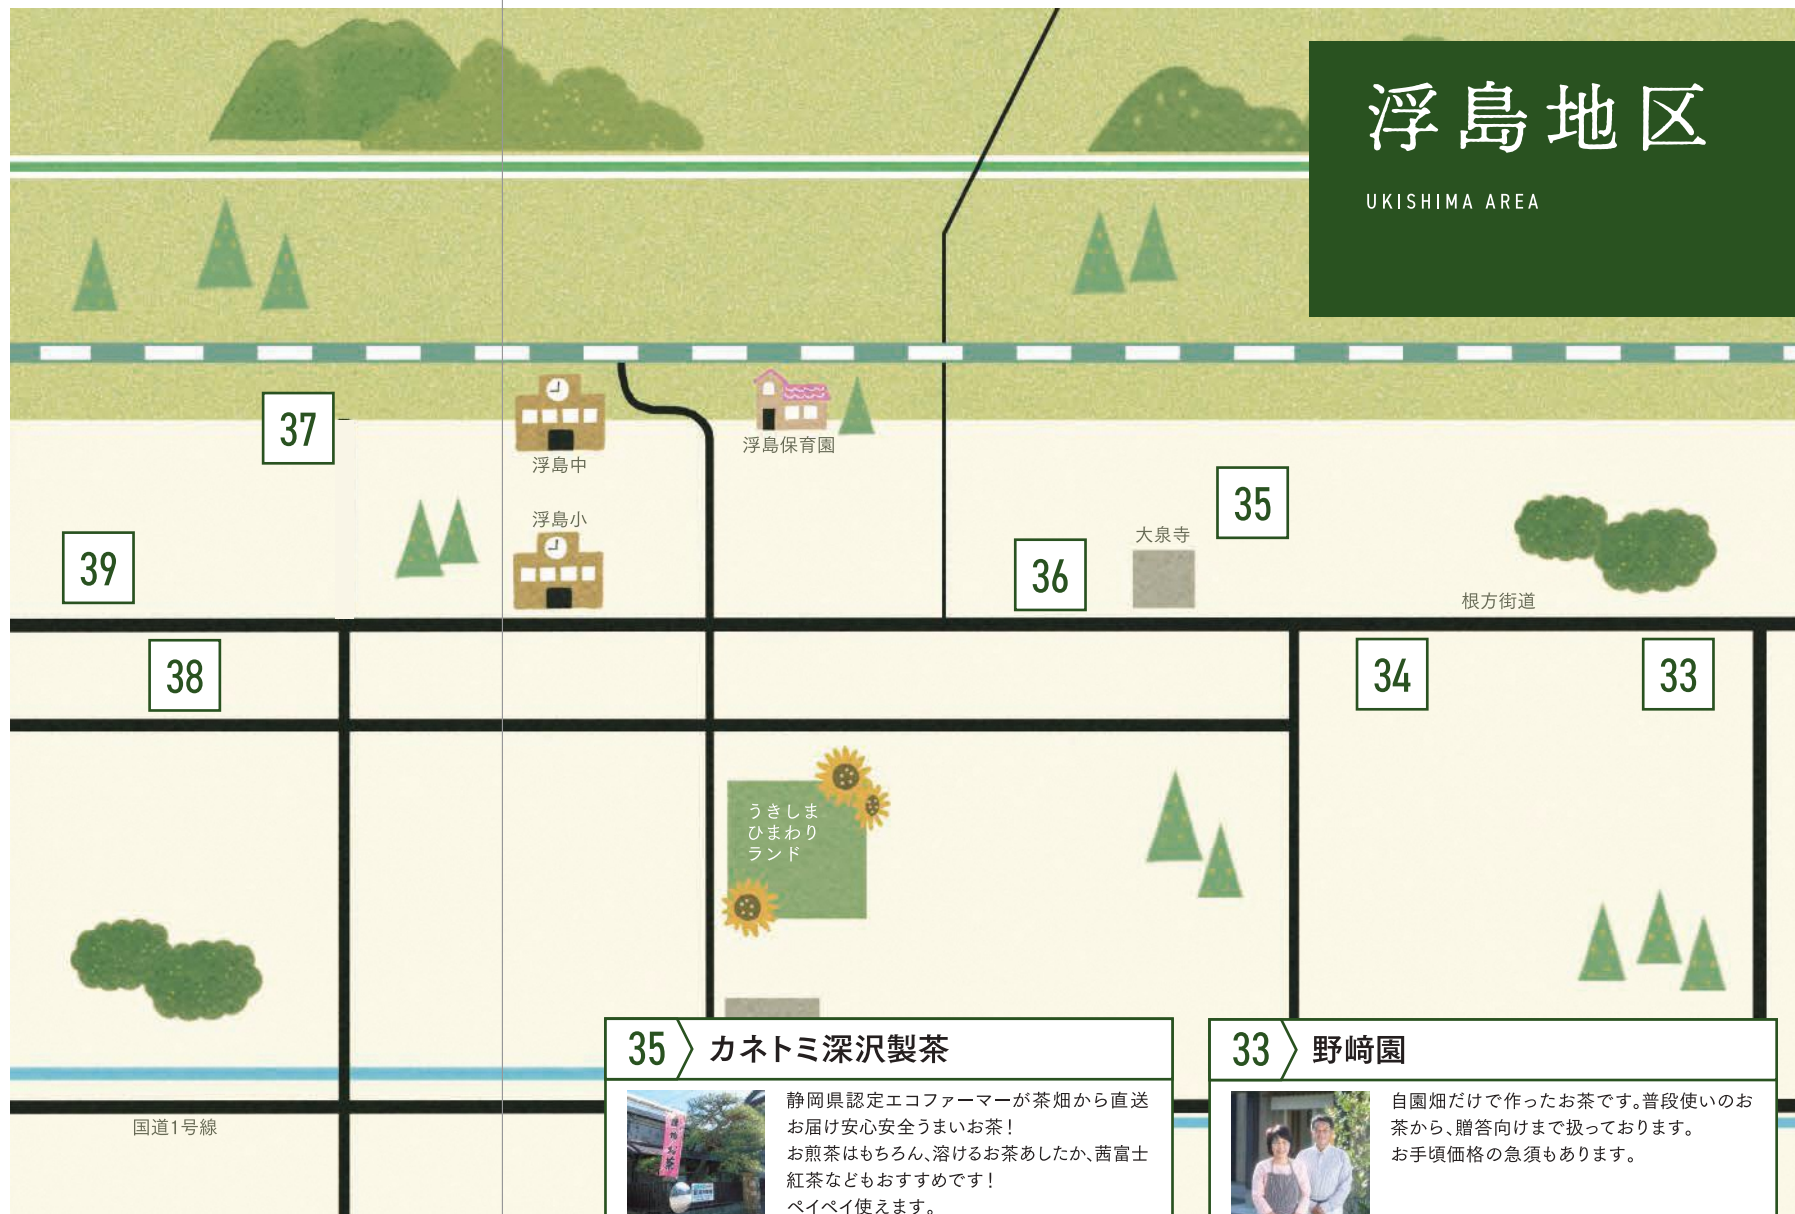 浮島地区
UKISHIMA AREA
37
浮島中
浮島保育園
35
浮島小
大泉寺
39
36
根方街道
38
34
33
うきしま
ひまわり
ランド
国道1号線
35 カネトミ深沢製茶
静岡県認定エコファーマーが茶畑から直送
お届け安心安全うまいお茶！
お煎茶はもちろん、溶けるお茶あしたか、茜富士
紅茶などもおすすめです！
ペイペイ使えます。
33 野﨑園
自園畑だけで作ったお茶です。普段使いのお
茶から、贈答向けまで扱っております。
お手頃価格の急須もあります。